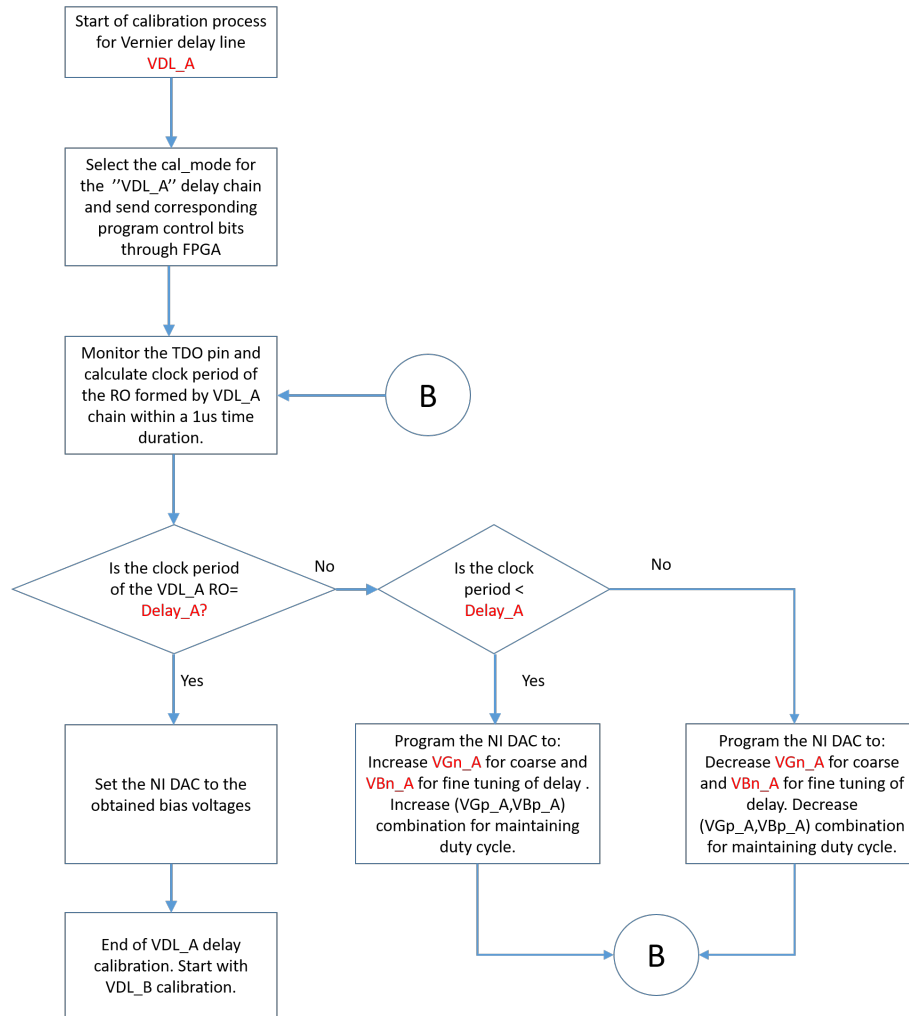 Start of calibration process
for Vernier delay line
VDL_A
Select the cal_mode for
the ’’VDL_A’’ delay chain
and send corresponding
program control bits
through FPGA
Monitor the TDO pin and
calculate clock period of
the RO formed by VDL_A
chain within a 1us time
duration.
B
Is the clock period
of the VDL_A RO=
Delay_A?
No
Is the clock
period <
Delay_A
No
Yes
Yes
Set the NI DAC to the
obtained bias voltages
Program the NI DAC to:
Increase VGn_A for coarse and
VBn_A for fine tuning of delay .
Increase (VGp_A,VBp_A)
combination for maintaining
duty cycle.
Program the NI DAC to:
Decrease VGn_A for coarse
and VBn_A for fine tuning of
delay. Decrease
(VGp_A,VBp_A) combination
for maintaining duty cycle.
End of VDL_A delay
calibration. Start with
VDL_B calibration.
B